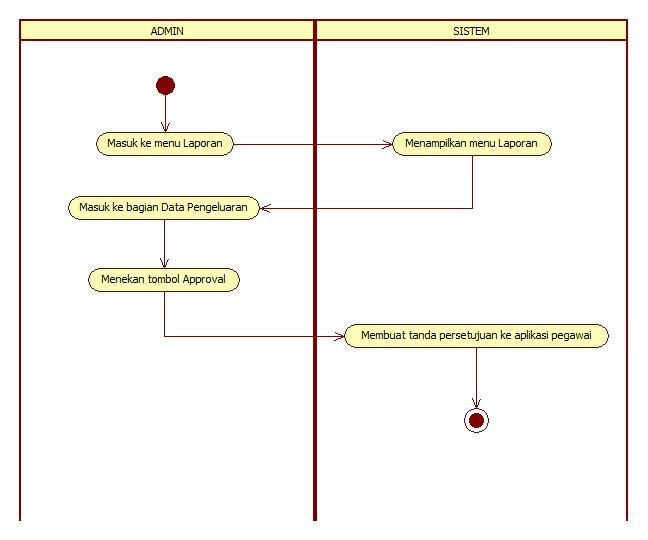 ADMIN
SISTEM
Masuk ke menu Laporan
Menampilkan menu Laporan
Masuk ke bagian Data Pengeluaran
Menekan tombol Approval
Membuat tanda persetujuan ke aplikasi pegawai